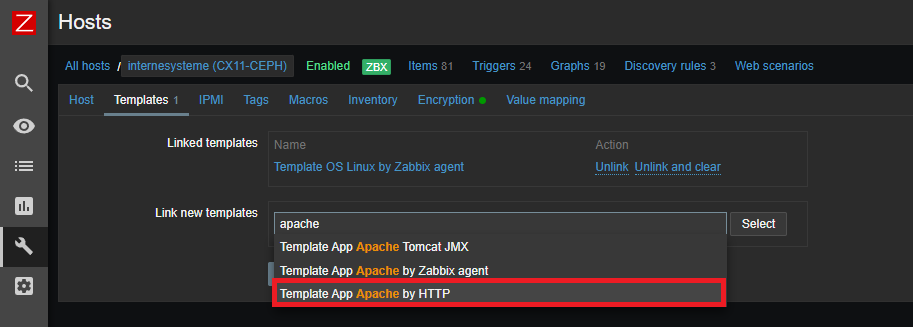 Z
Hosts
All hosts / internesysteme (CX11-CEPH) Enabled ZBX Items 81 Triggers 24 Graphs 19 Discovery rules 3 Web scenarios
Host Templates 1 IPMI Tags Macros Inventory Encryption Value mapping
Linked templates Name Action
Template OS Linux by Zabbix agent Unlink Unlink and clear
Link new templates apache Select
Template App Apache Tomcat JMX
Template App Apache by Zabbix agent
Template App Apache by HTTP